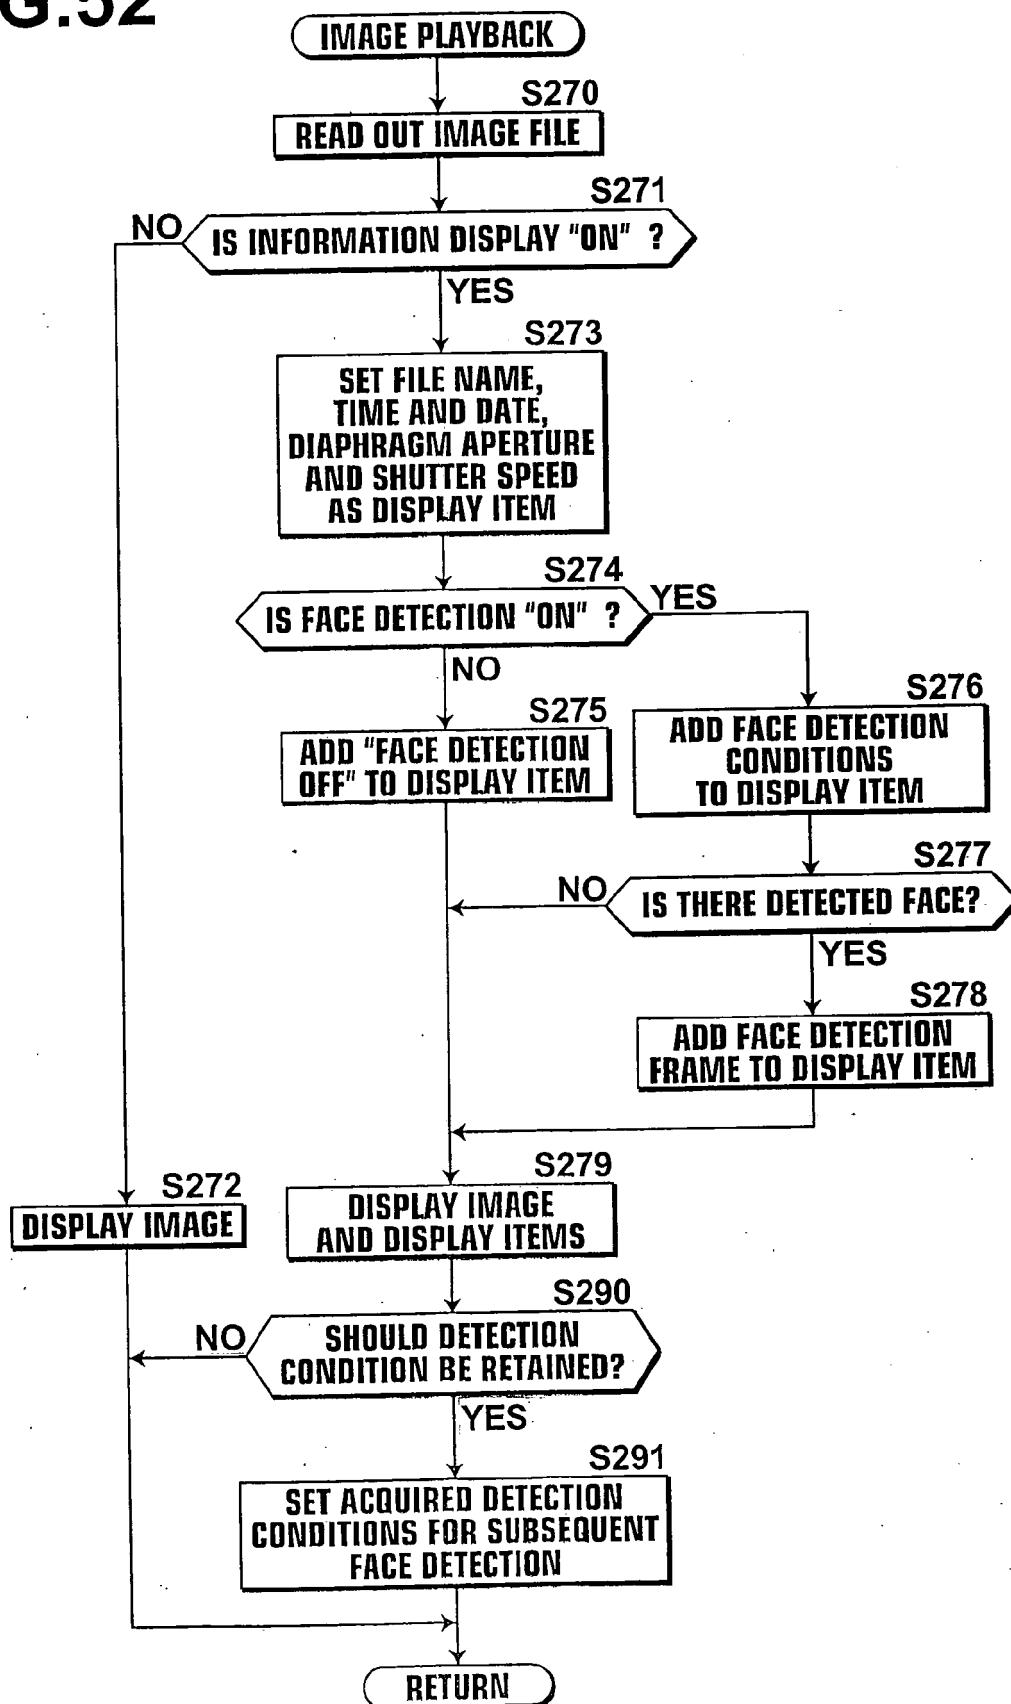 G.52
IMAGE PLAYBACK
S270
READ OUT IMAGE FILE
S271
NO
IS INFORMATION DISPLAY "ON" ?
YES
S273
SET FILE NAME,
TIME AND DATE,
DIAPHRAGM APERTURE
AND SHUTTER SPEED
AS DISPLAY ITEM
S274
IS FACE DETECTION "ON" ?
YES
NO
S275
ADD "FACE DETECTION
OFF" TO DISPLAY ITEM
S276
ADD FACE DETECTION
CONDITIONS
TO DISPLAY ITEM
S277
NO
IS THERE DETECTED FACE?
YES
S278
ADD FACE DETECTION
FRAME TO DISPLAY ITEM
S272
DISPLAY IMAGE
S279
DISPLAY IMAGE
AND DISPLAY ITEMS
S290
NO
SHOULD DETECTION
CONDITION BE RETAINED?
YES
S291
SET ACQUIRED DETECTION
CONDITIONS FOR SUBSEQUENT
FACE DETECTION
RETURN